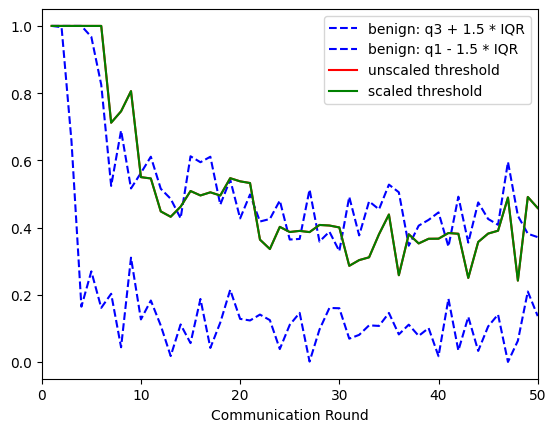 benign: q3 + 1.5 * IQR
benign: q1 - 1.5 * IQR
unscaled threshold
scaled threshold
1.0
0.8
0.6
0.4
0.2
0.0
0 10 20 30 40 50
Communication Round